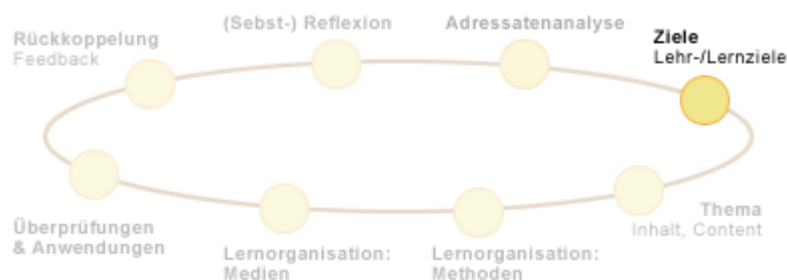 (Sebst-) Reflexion
Adressatenanalyse
Ziele
Lehr-/Lernziele
Rückkoppelung
Feedback
Thema
Inhalt, Content
Überprüfungen
& Anwendungen
Lernorganisation:
Medien
Lernorganisation:
Methoden